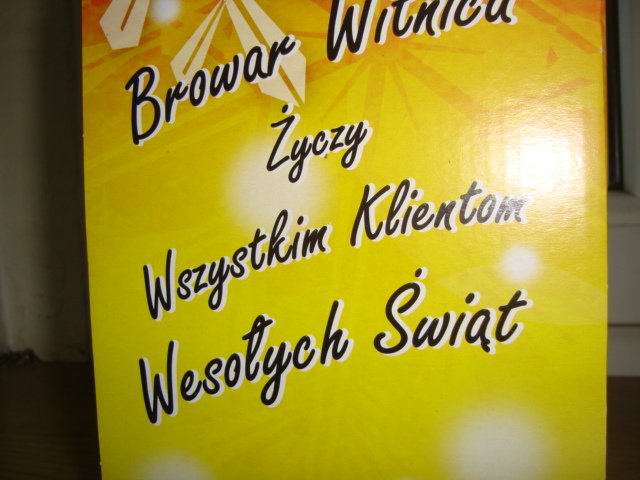 Browar Witnica
Życzy
Wszystkim Klientom
Wesołych Świąt